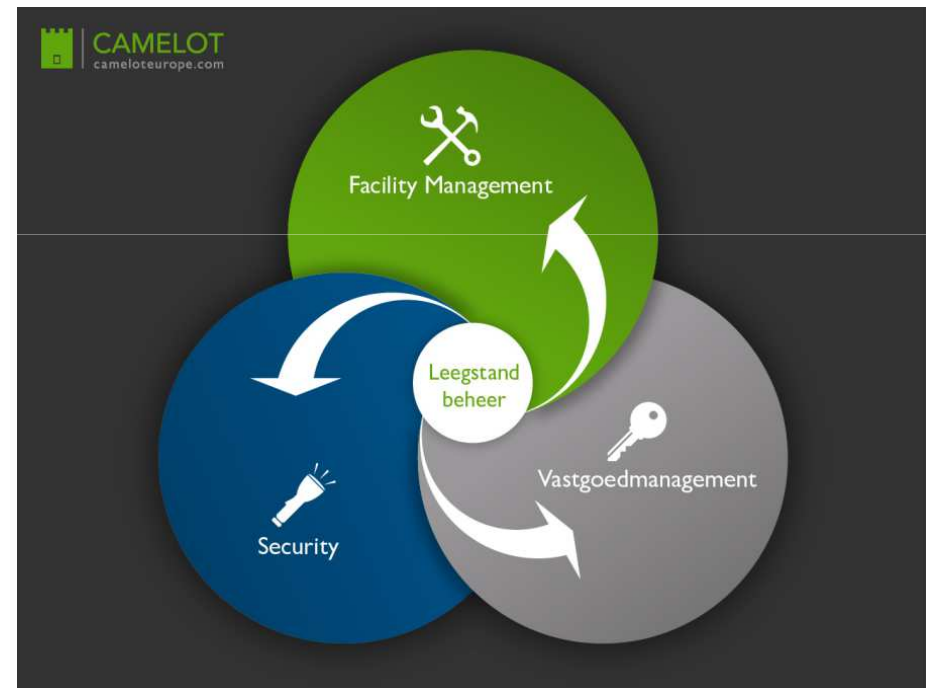 CAMELOT
cameloteurope.com
Facility Management
Leegstand
beheer
Vastgoedmanagement
Security